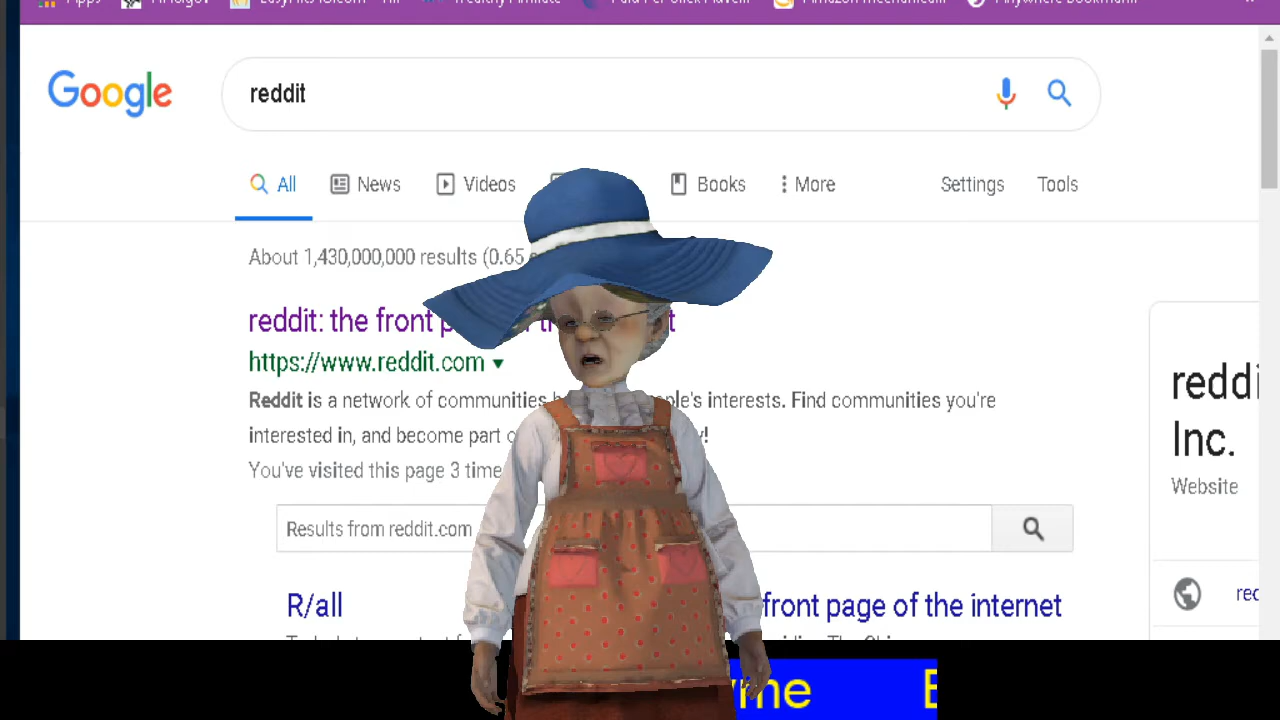 Google
reddit
All News Videos Books More Settings Tools
About 1,430,000,000 results (0.65
reddit: the front
https://www.reddit.com
Reddit is a network of communities interests. Find communities you're
interested in, and become part
You've visited this page 3
Results from reddit.com
R/all front page of the internet
Inc.
Website